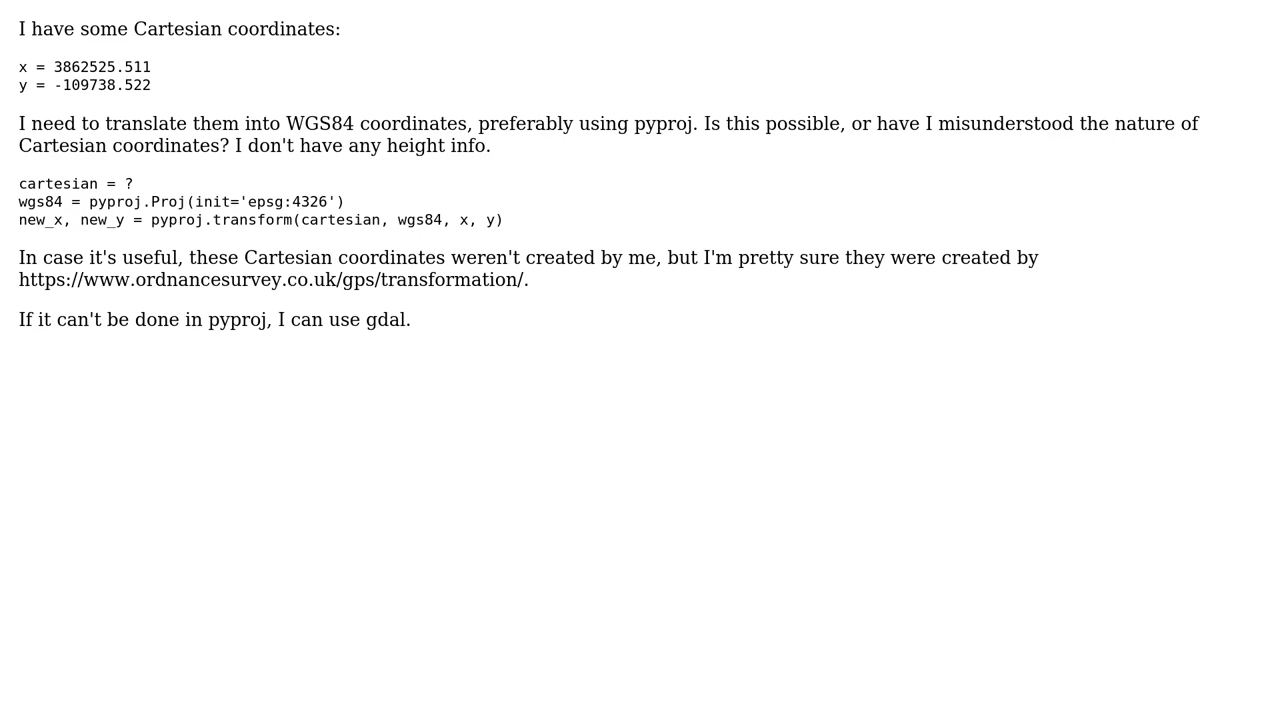 I have some Cartesian coordinates:
x = 3862525.511
y = -109738.522
I need to translate them into WGS84 coordinates, preferably using pyproj. Is this possible, or have I misunderstood the nature of
Cartesian coordinates? I don't have any height info.
cartesian = ?
wgs84 = pyproj.Proj(init='epsg:4326')
new_x, new_y = pyproj.transform(cartesian, wgs84, x, y)
In case it's useful, these Cartesian coordinates weren't created by me, but I'm pretty sure they were created by
https://www.ordnancesurvey.co.uk/gps/transformation/.
If it can't be done in pyproj, I can use gdal.